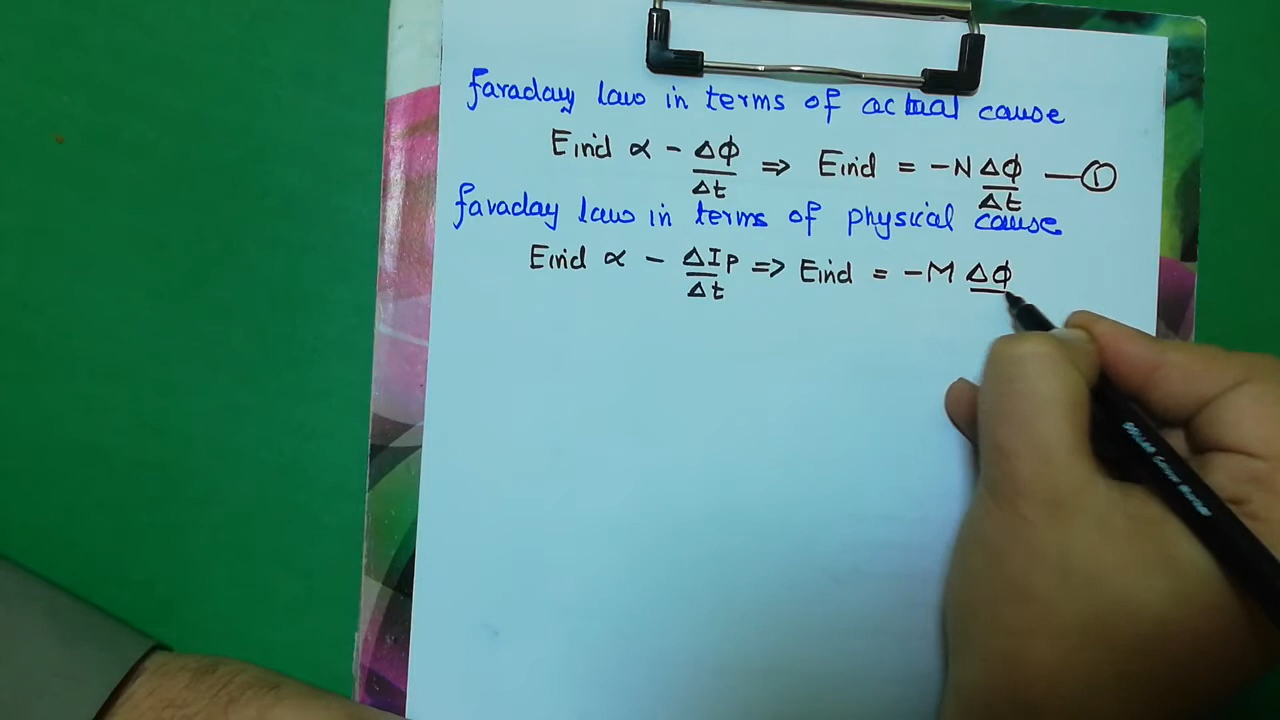 faraday law in terms of actual cause
Eind ∝ - ΔΦ/Δt ⇒ Eind = -N ΔΦ/Δt —①
faraday law in terms of physical cause
Eind ∝ - ΔIP/Δt ⇒ Eind = -M ΔΦ